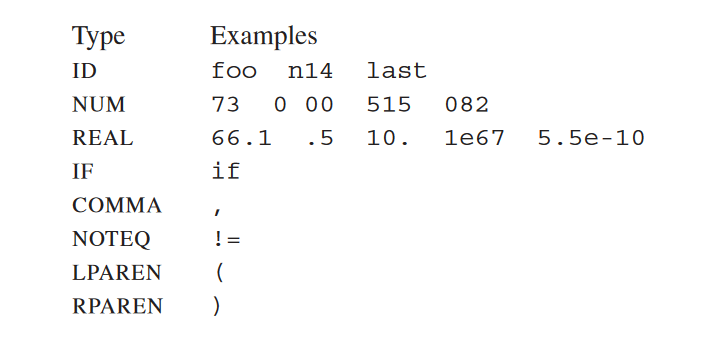 Type Examples
ID foo n14 last
NUM 73 0 00 515 082
REAL 66.1 .5 10. 1e67 5.5e-10
IF if
COMMA ,
NOTEQ !=
LPAREN (
RPAREN )